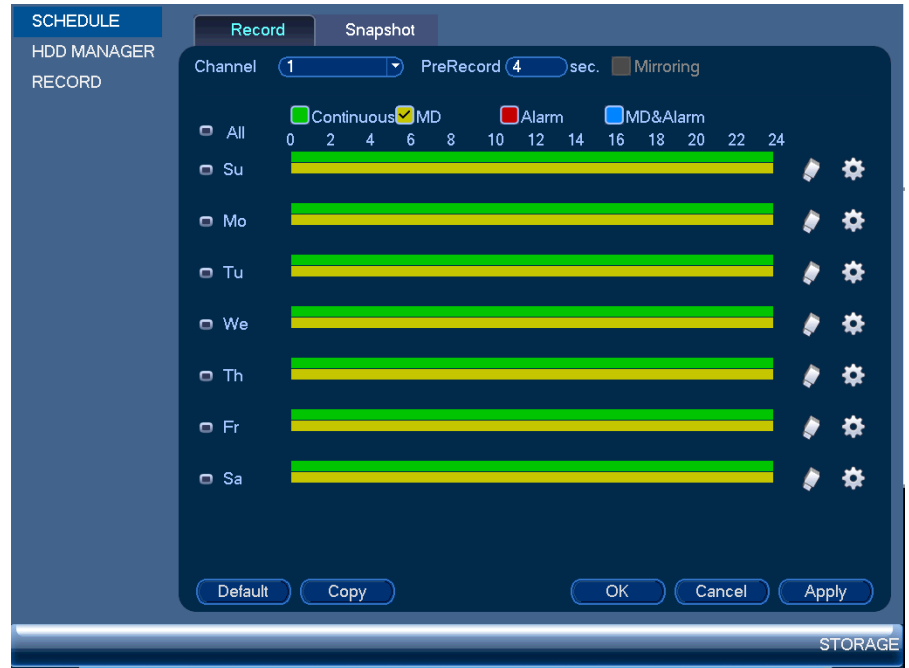 SCHEDULE
HDD MANAGER
RECORD
Record Snapshot
Channel 1 PreRecord 4 sec. Mirroring
Continuous MD Alarm MD&Alarm
All
0 2 4 6 8 10 12 14 16 18 20 22 24
Su
Mo
Tu
We
Th
Fr
Sa
Default Copy OK Cancel Apply
STORAGE